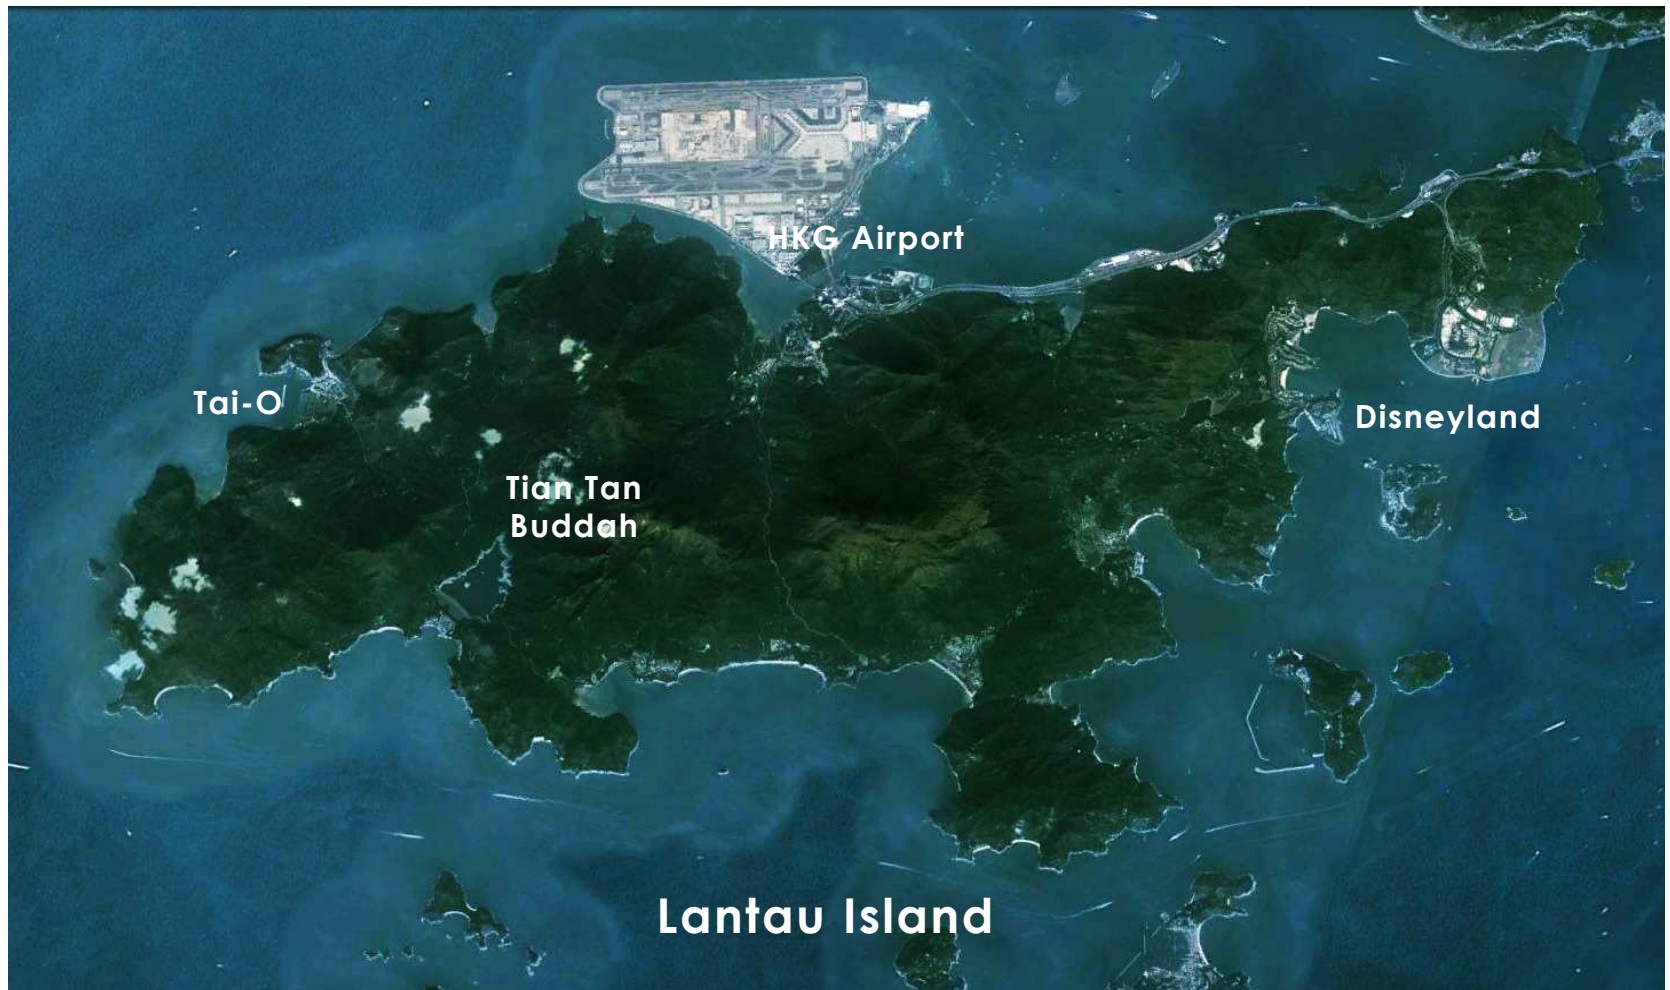 HKG Airport
Tai-O
Disneyland
Tian Tan
Buddah
Lantau Island